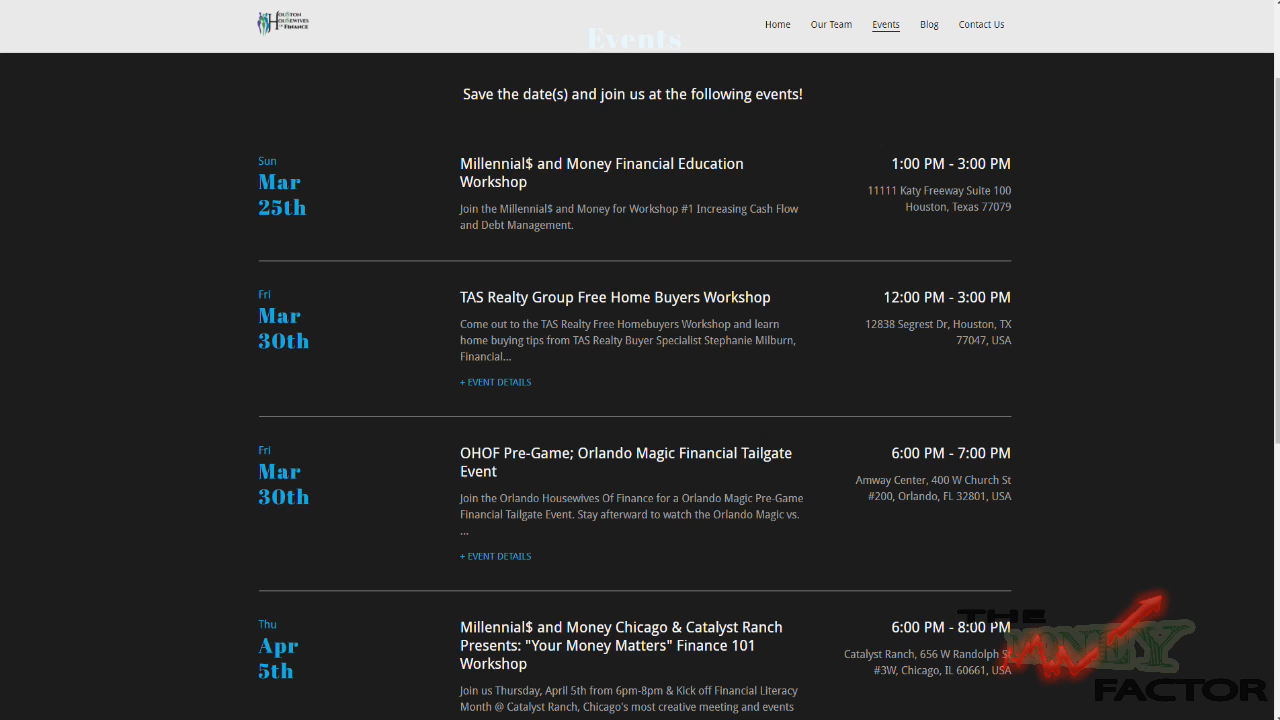 HOUSTON
HOUSEWIVES
OF FINANCE
Home
Our Team
Events
Blog
Contact Us
Events
Save the date(s) and join us at the following events!
Sun
Mar
25th
Millennial$ and Money Financial Education
Workshop
Join the Millennial$ and Money for Workshop #1 Increasing Cash Flow
and Debt Management.
1:00 PM - 3:00 PM
11111 Katy Freeway Suite 100
Houston, Texas 77079
Fri
Mar
30th
TAS Realty Group Free Home Buyers Workshop
Come out to the TAS Realty Free Homebuyers Workshop and learn
home buying tips from TAS Realty Buyer Specialist Stephanie Milburn,
Financial...
+ EVENT DETAILS
12:00 PM - 3:00 PM
12838 Segrest Dr, Houston, TX
77047, USA
Fri
Mar
30th
OHOF Pre-Game; Orlando Magic Financial Tailgate
Event
Join the Orlando Housewives Of Finance for a Orlando Magic Pre-Game
Financial Tailgate Event. Stay afterward to watch the Orlando Magic vs.
...
+ EVENT DETAILS
6:00 PM - 7:00 PM
Amway Center, 400 W Church St
#200, Orlando, FL 32801, USA
Thu
Apr
5th
Millennial$ and Money Chicago & Catalyst Ranch
Presents: "Your Money Matters" Finance 101
Workshop
Join us Thursday, April 5th from 6pm-8pm & Kick off Financial Literacy
Month @ Catalyst Ranch, Chicago's most creative meeting and events
6:00 PM - 8:00 PM
Catalyst Ranch, 656 W Randolph St
#3W, Chicago, IL 60661, USA
THE
MONEY
FACTOR